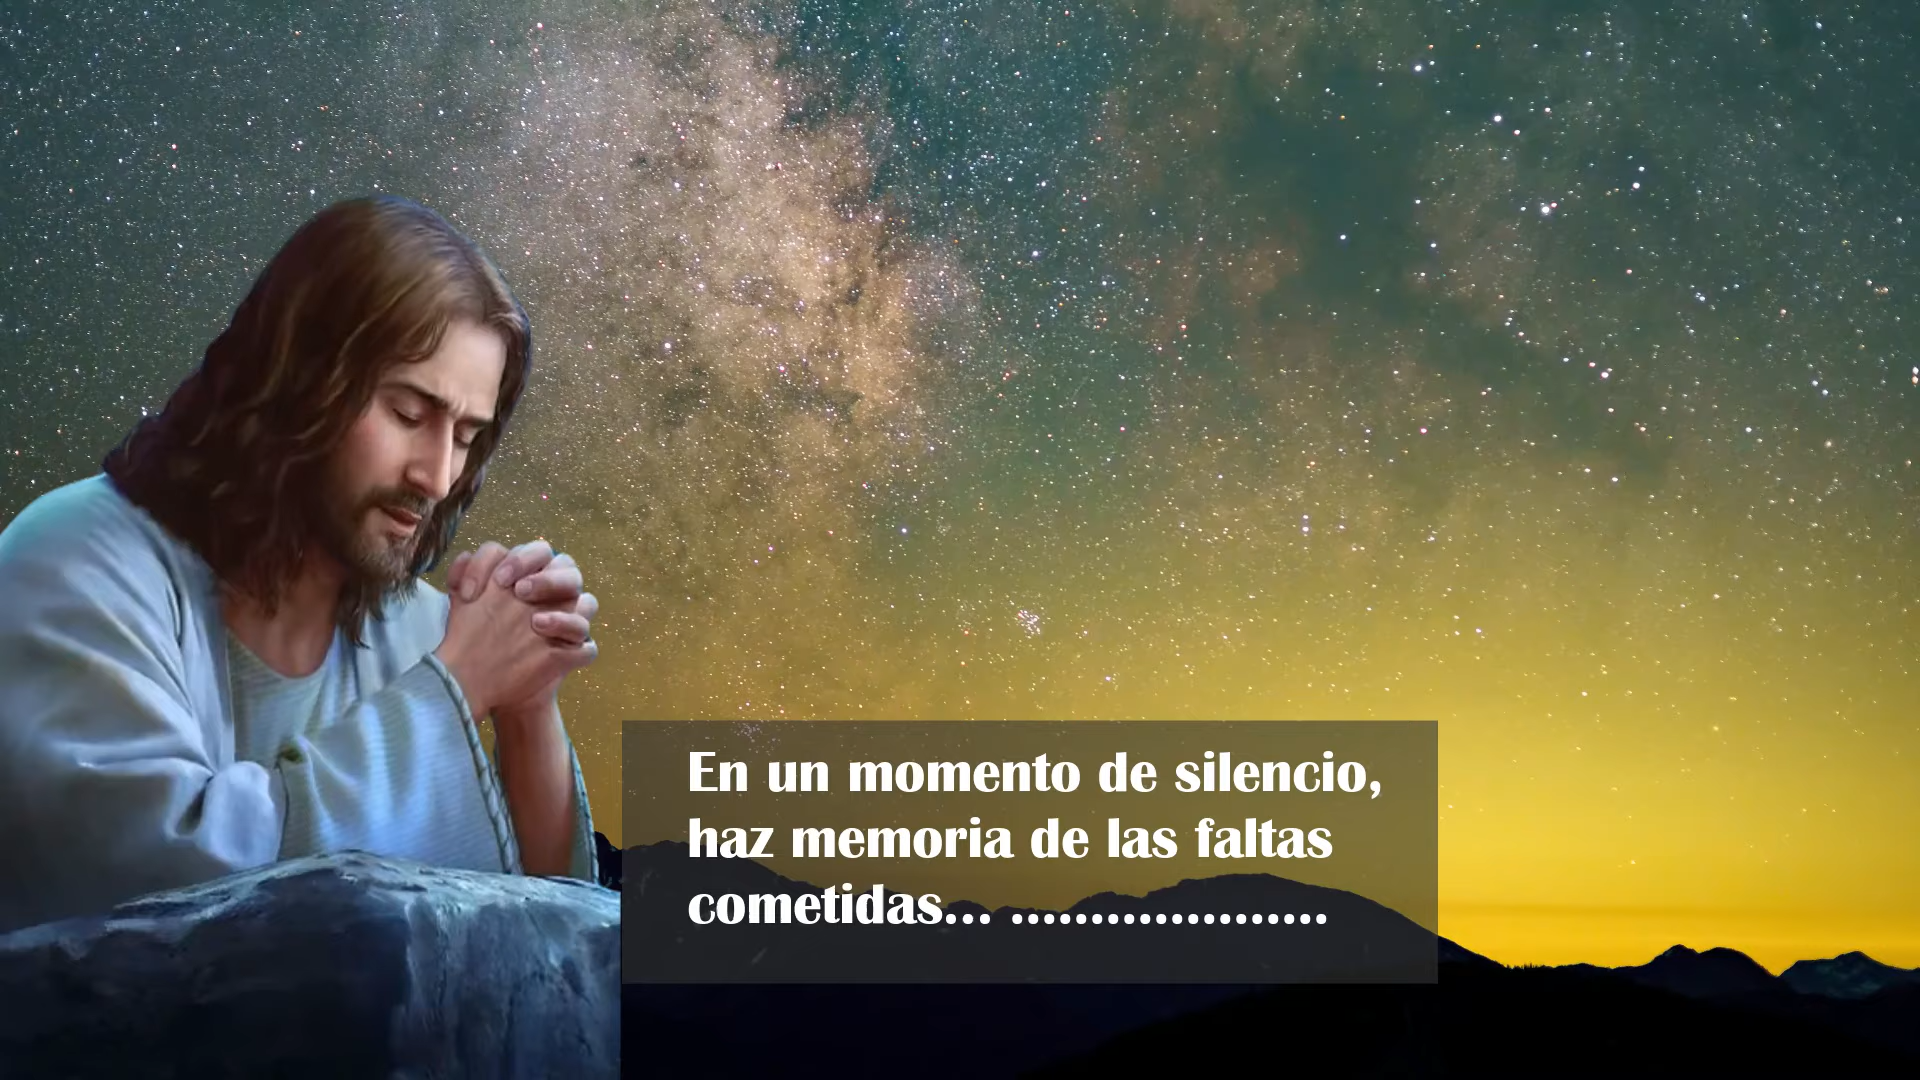 En un momento de silencio,
haz memoria de las faltas
cometidas... ....................